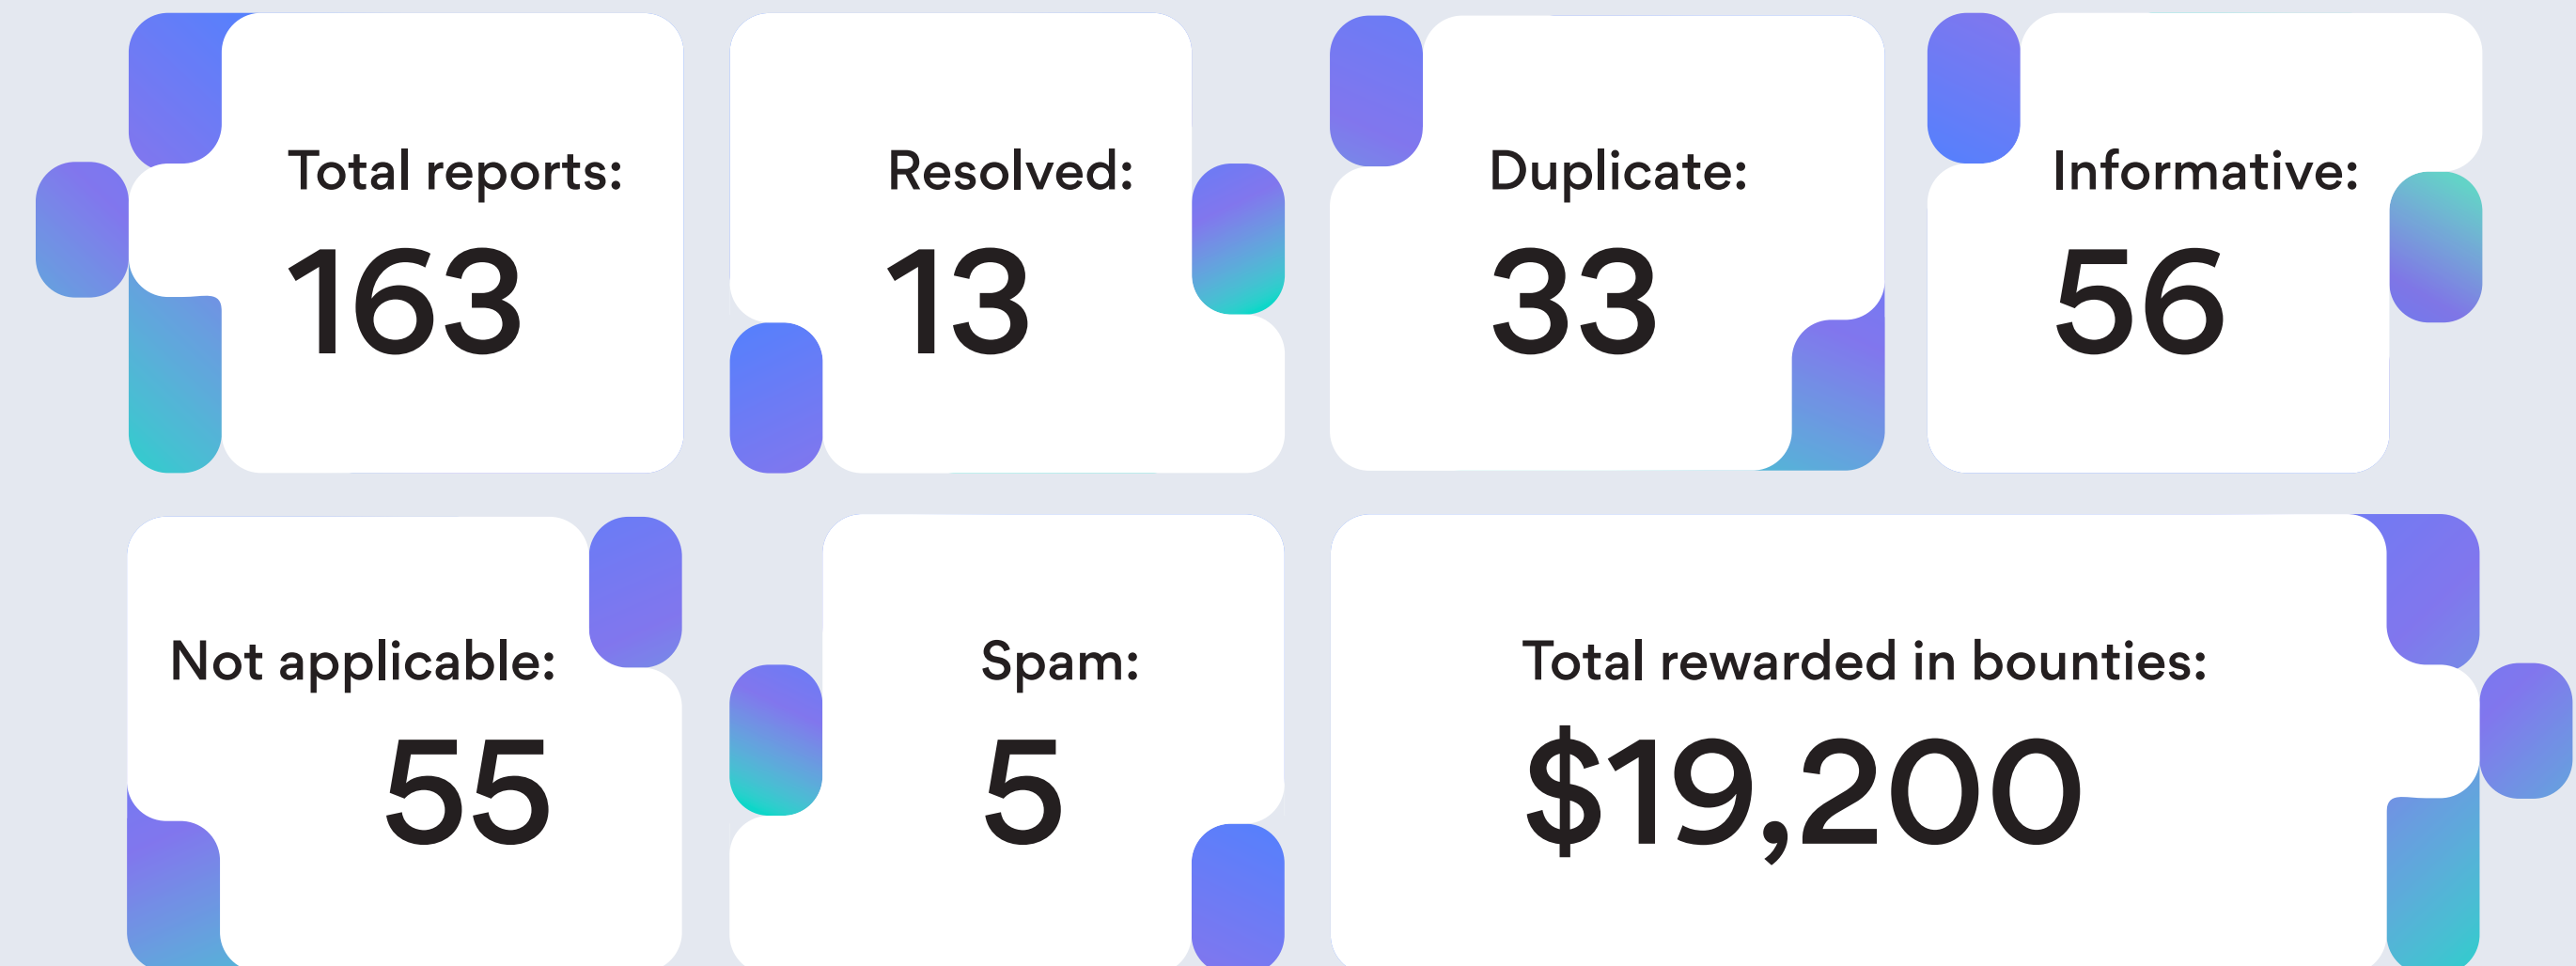 Total reports:
163
Resolved:
13
Duplicate:
33
Informative:
56
Not applicable:
55
Spam:
5
Total rewarded in bounties:
$19,200